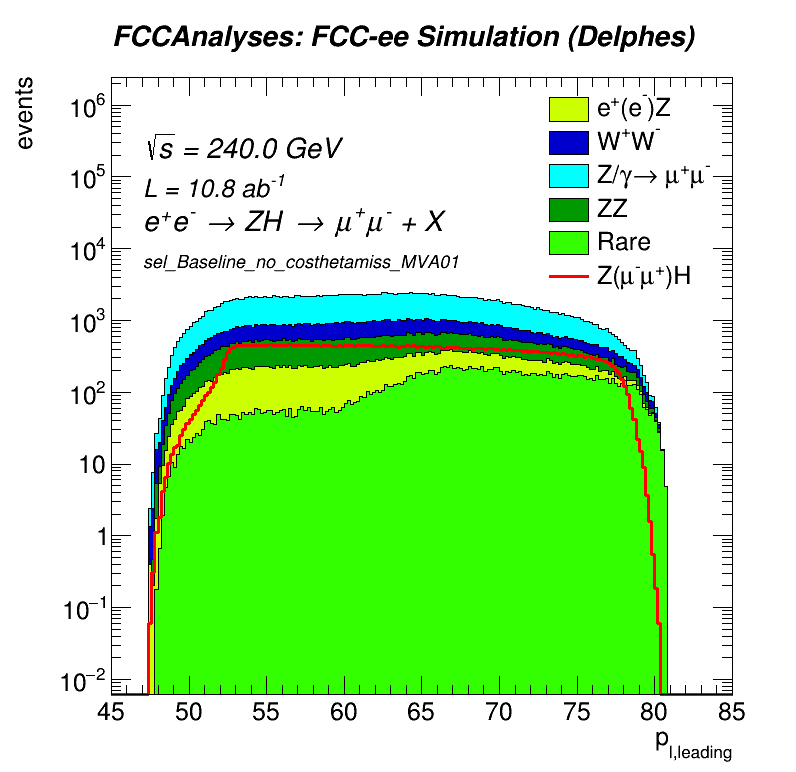 FCCAnalyses: FCC-ee Simulation (Delphes)
events
10⁶
10⁵
10⁴
10³
10²
10
1
10⁻¹
10⁻²
√s = 240.0 GeV
L = 10.8 ab⁻¹
e⁺e⁻ → ZH → μ⁺μ⁻ + X
sel_Baseline_no_costhetamiss_MVA01
e⁺(e⁻)Z
W⁺W⁻
Z/γ→ μ⁺μ⁻
ZZ
Rare
Z(μ⁻μ⁺)H
45 50 55 60 65 70 75 80 85
p_l,leading